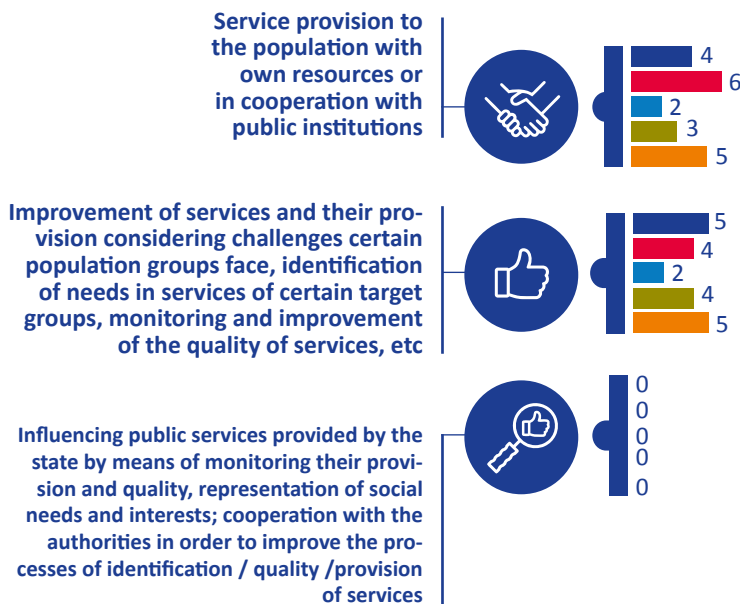 Service provision to
the population with
own resources or
in cooperation with
public institutions
4
6
2
3
5
Improvement of services and their pro-
vision considering challenges certain
population groups face, identification
of needs in services of certain target
groups, monitoring and improvement
of the quality of services, etc
5
4
2
4
5
Influencing public services provided by the
state by means of monitoring their provi-
sion and quality, representation of social
needs and interests; cooperation with the
authorities in order to improve the pro-
cesses of identification / quality /provision
of services
0
0
0
0
0